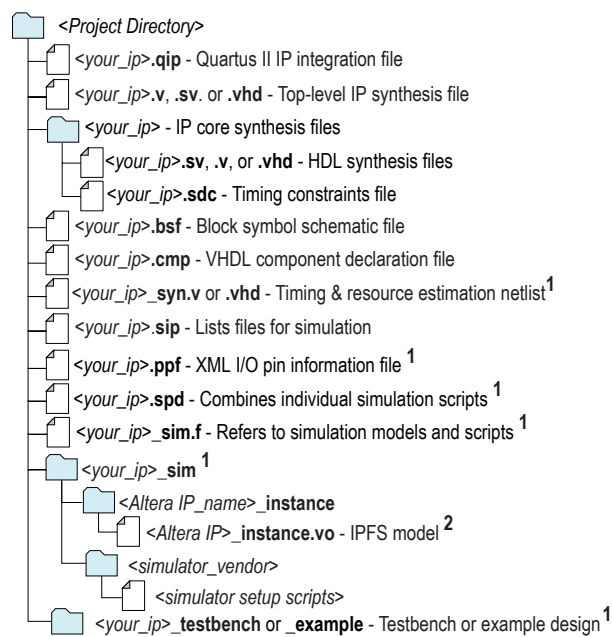 <Project Directory>
<your_ip>.qip - Quartus II IP integration file
<your_ip>.v, .sv. or .vhd - Top-level IP synthesis file
<your_ip> - IP core synthesis files
<your_ip>.sv, .v, or .vhd - HDL synthesis files
<your_ip>.sdc - Timing constraints file
<your_ip>.bsf - Block symbol schematic file
<your_ip>.cmp - VHDL component declaration file
<your_ip>_syn.v or .vhd - Timing & resource estimation netlist 1
<your_ip>.sip - Lists files for simulation
<your_ip>.ppf - XML I/O pin information file 1
<your_ip>.spd - Combines individual simulation scripts 1
<your_ip>_sim.f - Refers to simulation models and scripts 1
<your_ip>_sim 1
<Altera IP_name>_instance
<Altera IP>_instance.vo - IPFS model 2
<simulator_vendor>
<simulator setup scripts>
<your_ip>_testbench or _example - Testbench or example design 1